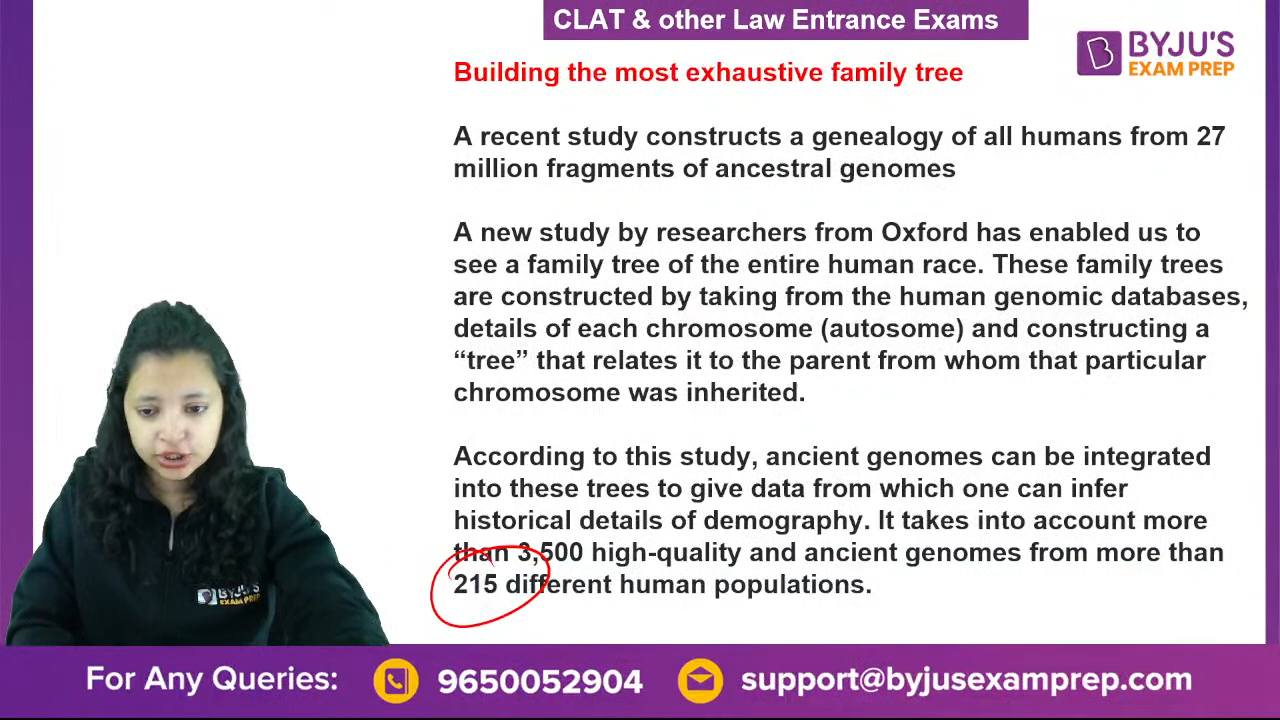 CLAT & other Law Entrance Exams
BYJU'S
EXAM PREP
Building the most exhaustive family tree
A recent study constructs a genealogy of all humans from 27
million fragments of ancestral genomes
A new study by researchers from Oxford has enabled us to
see a family tree of the entire human race. These family trees
are constructed by taking from the human genomic databases,
details of each chromosome (autosome) and constructing a
“tree” that relates it to the parent from whom that particular
chromosome was inherited.
According to this study, ancient genomes can be integrated
into these trees to give data from which one can infer
historical details of demography. It takes into account more
than 3,500 high-quality and ancient genomes from more than
215 different human populations.
BYJU'S
EXAM PREP
For Any Queries: 9650052904 support@byjusexamprep.com